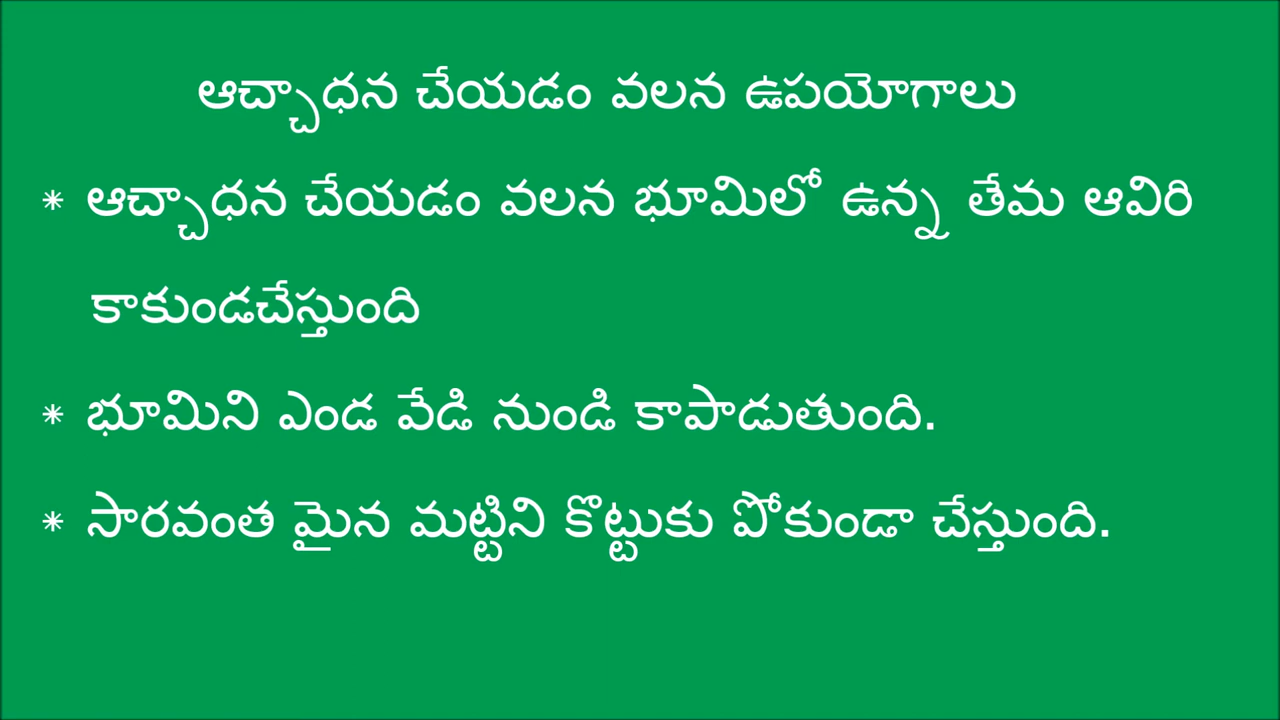 ఆచ్చాధన చేయడం వలన ఉపయోగాలు
* ఆచ్చాధన చేయడం వలన భూమిలో ఉన్న తేమ ఆవిరి
కాకుండచేస్తుంది
* భూమిని ఎండ వేడి నుండి కాపాడుతుంది.
* సారవంత మైన మట్టిని కొట్టుకు పోకుండా చేస్తుంది.